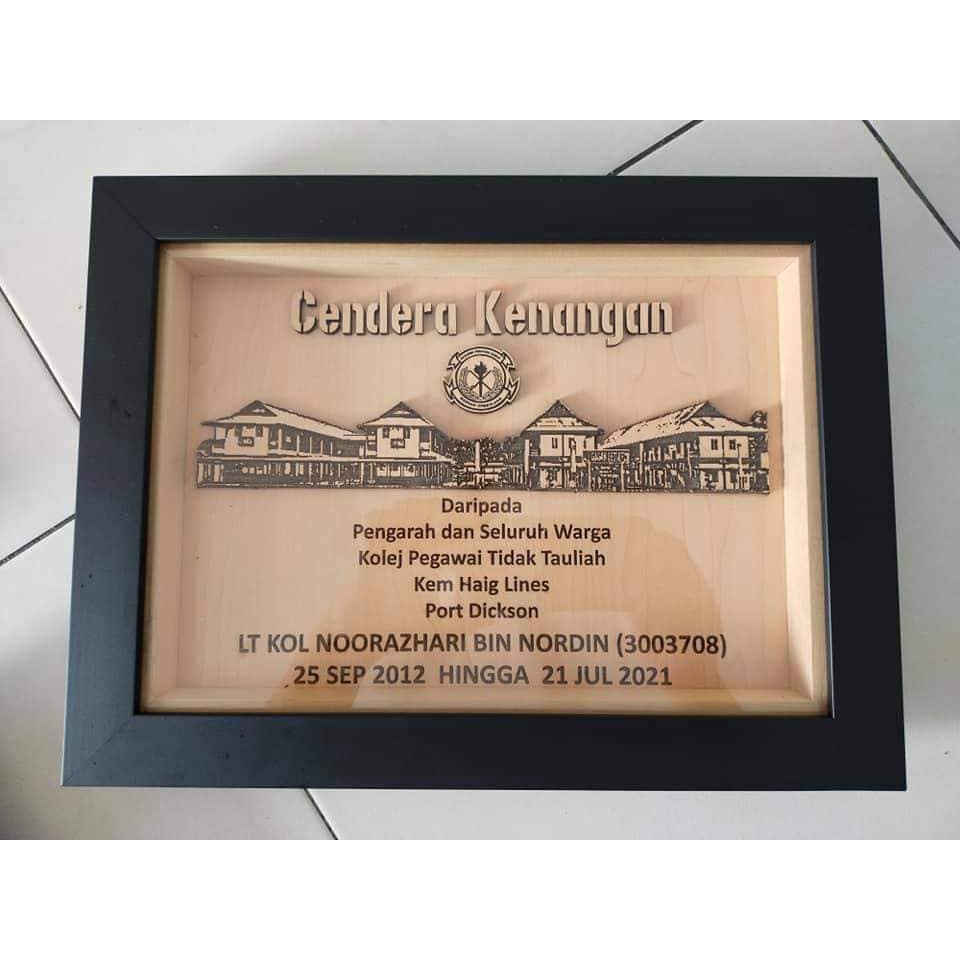 Cendera Kenangan
Daripada
Pengarah dan Seluruh Warga
Kolej Pegawai Tidak Tauliah
Kem Haig Lines
Port Dickson
LT KOL NOORAZHARI BIN NORDIN (3003708)
25 SEP 2012 HINGGA 21 JUL 2021